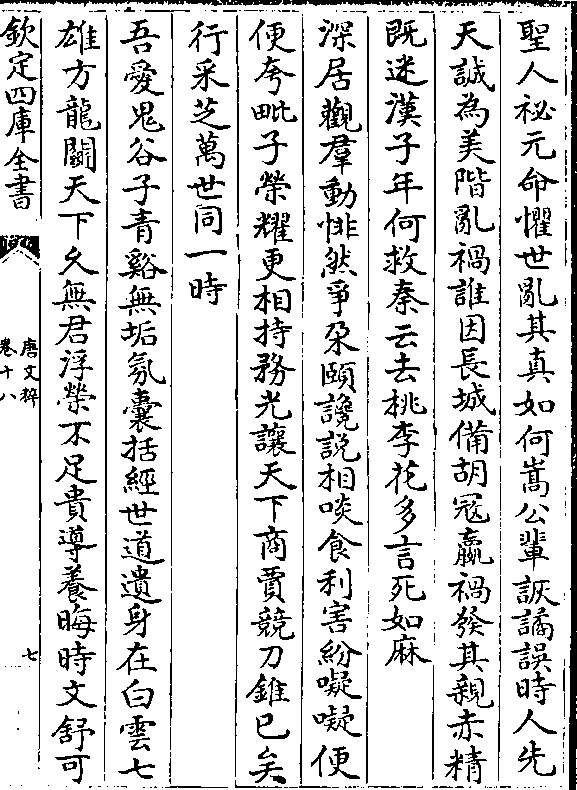 聖人祕元命懼世亂其真如何嵩公輩詼譎誤時人先
天誠為美階亂禍誰因長城備胡寇嬴禍發其親赤精
既迷漢子年何救秦云去桃李花多言死如麻
深居觀羣動悱然爭朶頤讒説相啖食利害紛㘈㘈便
便夸毗子榮耀更相持務光讓天下商賈競刀錐已矣
行采芝萬世同一時
吾愛鬼谷子青谿無垢氛囊括經世道遺身在白雲七
雄方龍鬭天下久無君浮榮不足貴導養晦時文舒可
欽定四庫全書
唐文粹
卷十八
七